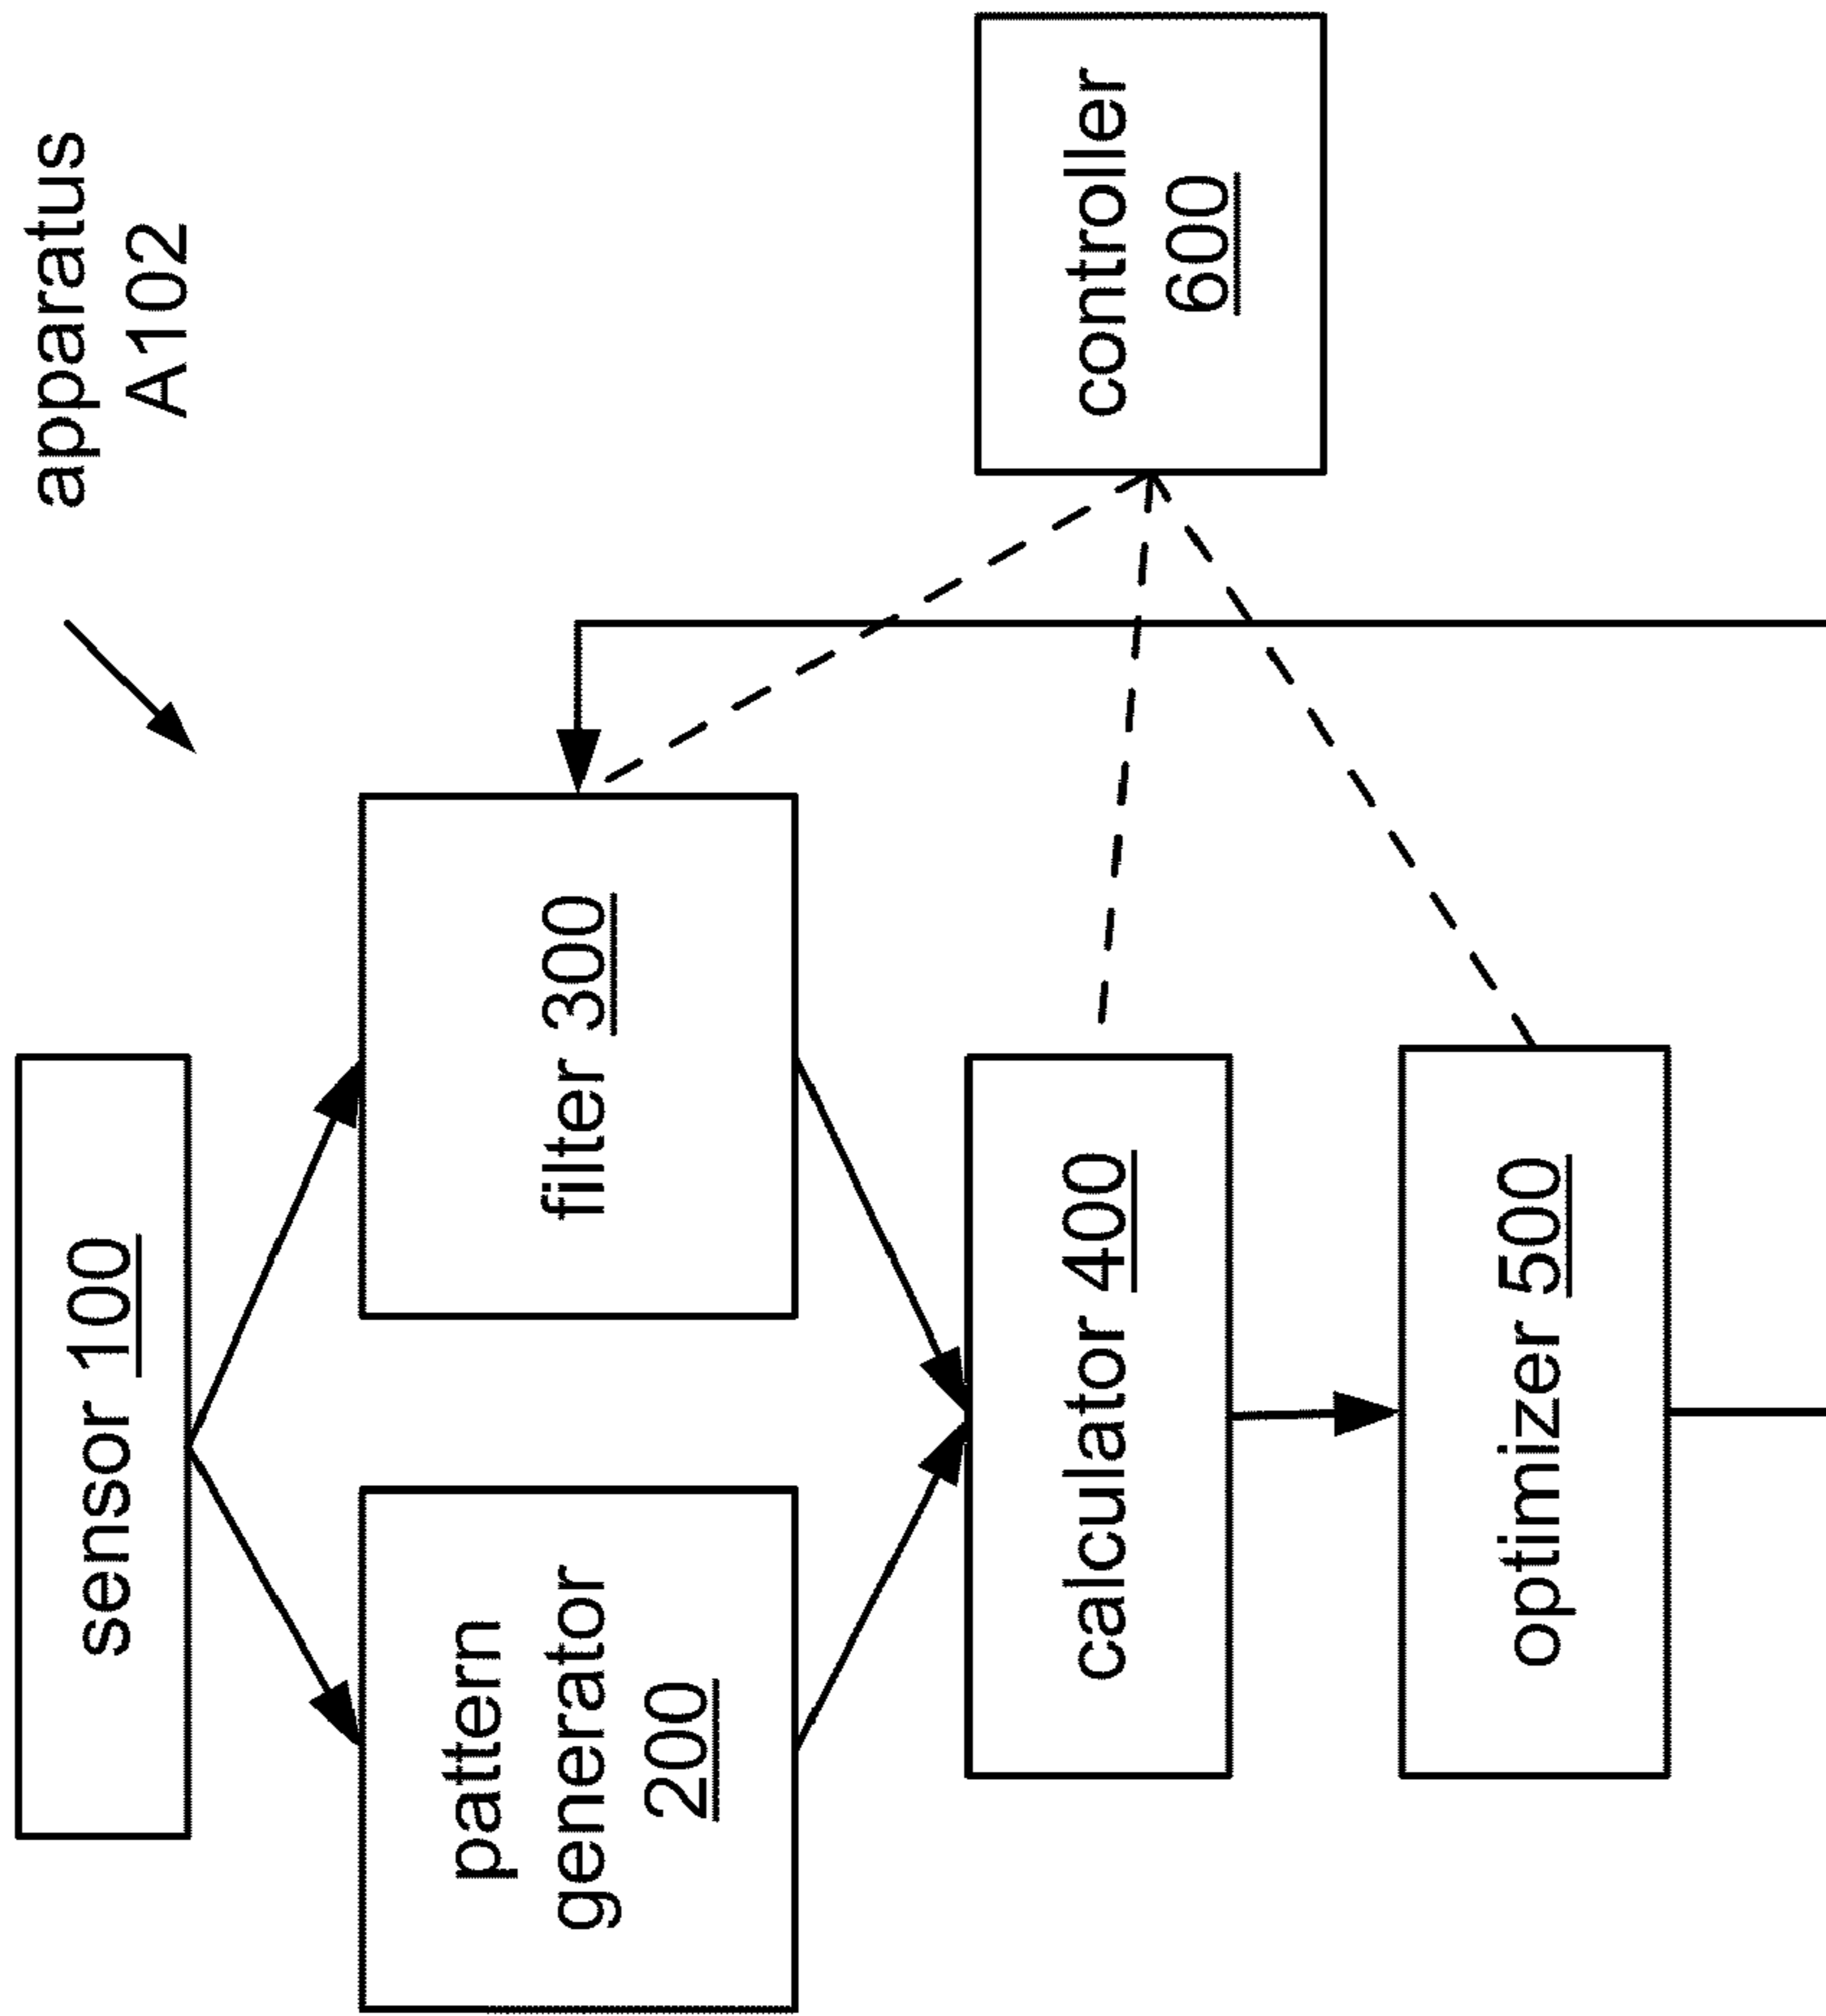 apparatus
A102
sensor 100
pattern
generator
200
filter 300
calculator 400
controller
600
optimizer 500